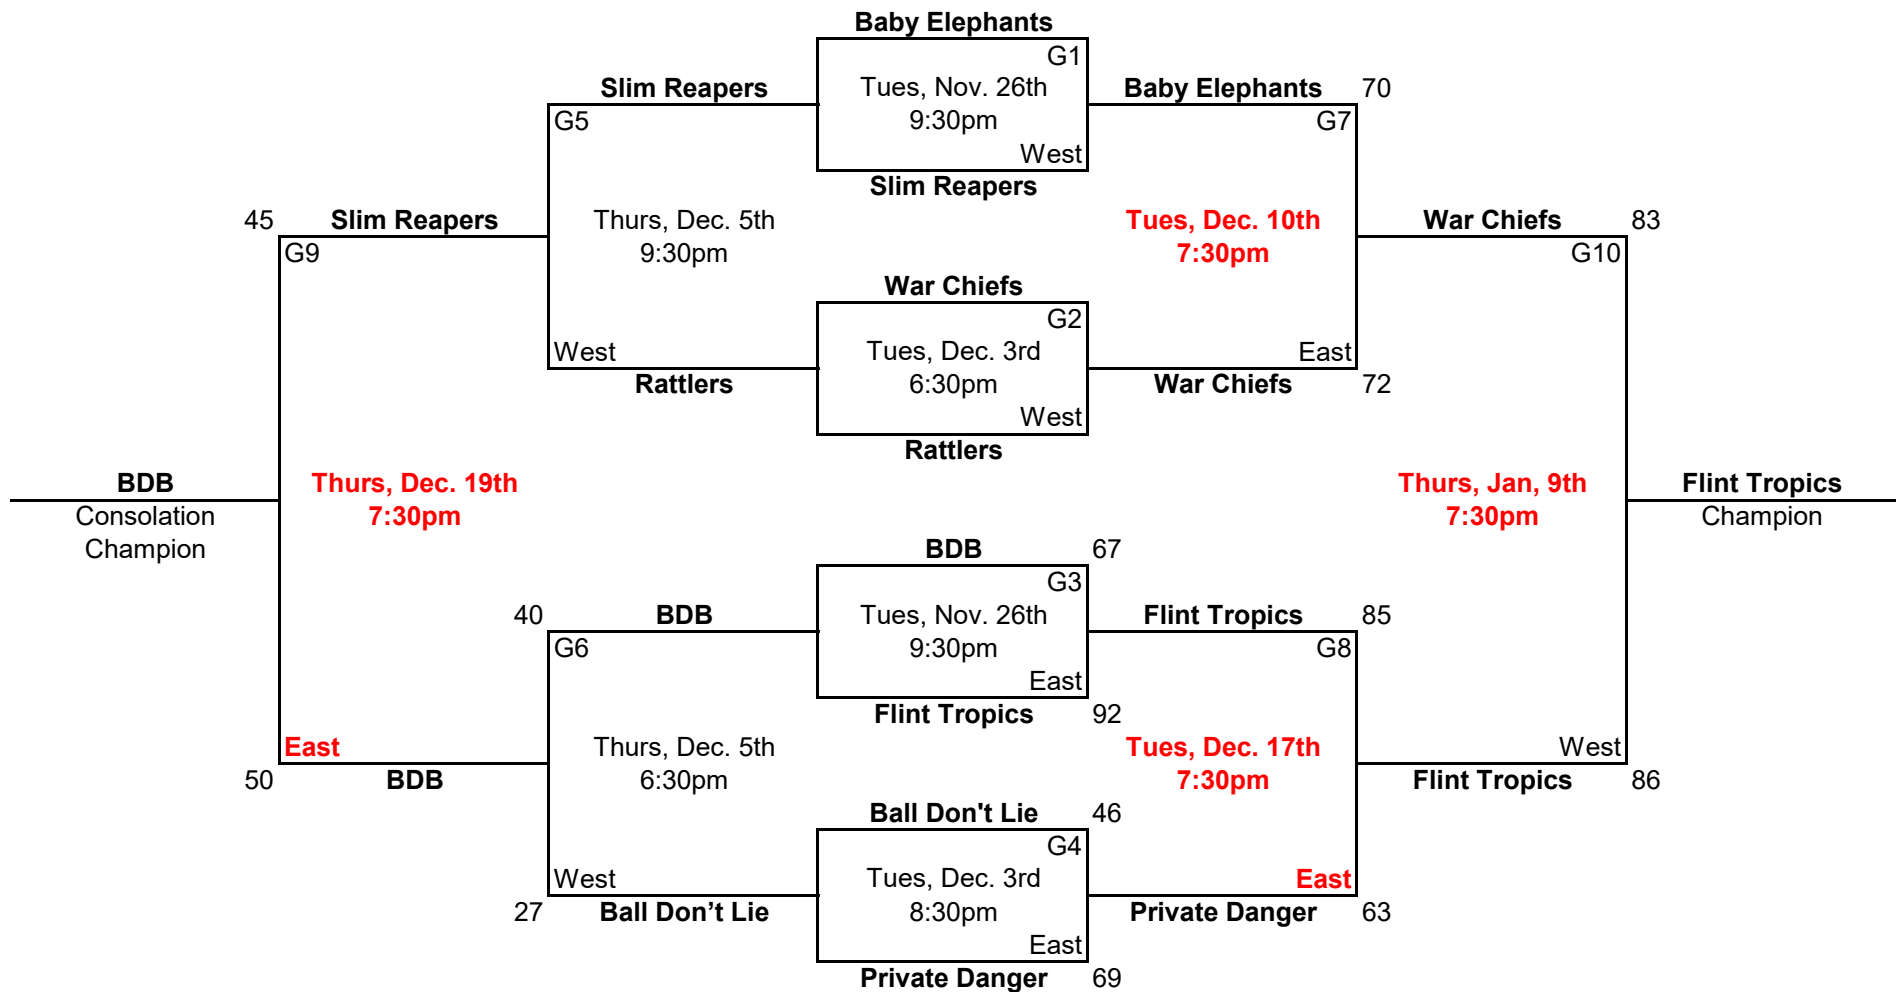 Baby Elephants
G1
Slim Reapers
Tues, Nov. 26th
Baby Elephants
70
G5
9:30pm
G7
West
Slim Reapers
45
Slim Reapers
Thurs, Dec. 5th
Tues, Dec. 10th
War Chiefs
83
G9
9:30pm
7:30pm
G10
War Chiefs
G2
West
Tues, Dec. 3rd
East
Rattlers
6:30pm
War Chiefs
72
West
Rattlers
BDB
Thurs, Dec. 19th
Thurs, Jan, 9th
Flint Tropics
Consolation
7:30pm
7:30pm
Champion
Champion
BDB
67
G3
40
BDB
Tues, Nov. 26th
Flint Tropics
85
G6
9:30pm
G8
East
Flint Tropics
92
East
Thurs, Dec. 5th
Tues, Dec. 17th
West
50
BDB
6:30pm
7:30pm
Flint Tropics
86
Ball Don't Lie
46
G4
West
Tues, Dec. 3rd
East
27
Ball Don’t Lie
8:30pm
Private Danger
63
East
Private Danger
69